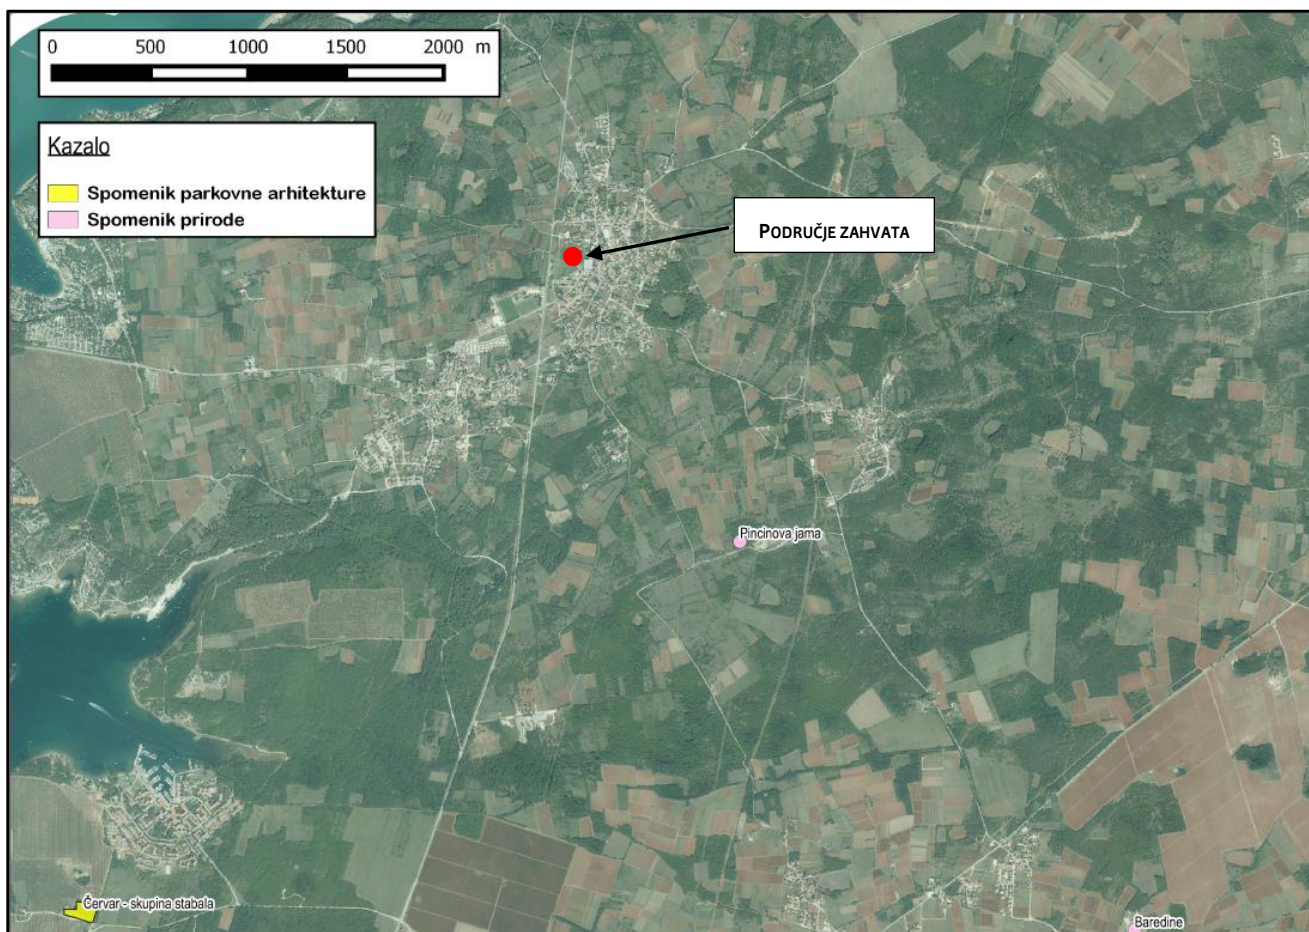 0 500 1000 1500 2000 m
Kazalo
Spomenik parkovne arhitekture
Spomenik prirode
PODRUČJE ZAHVATA
Pincinova jama
Červar - skupina stabala
Baredine